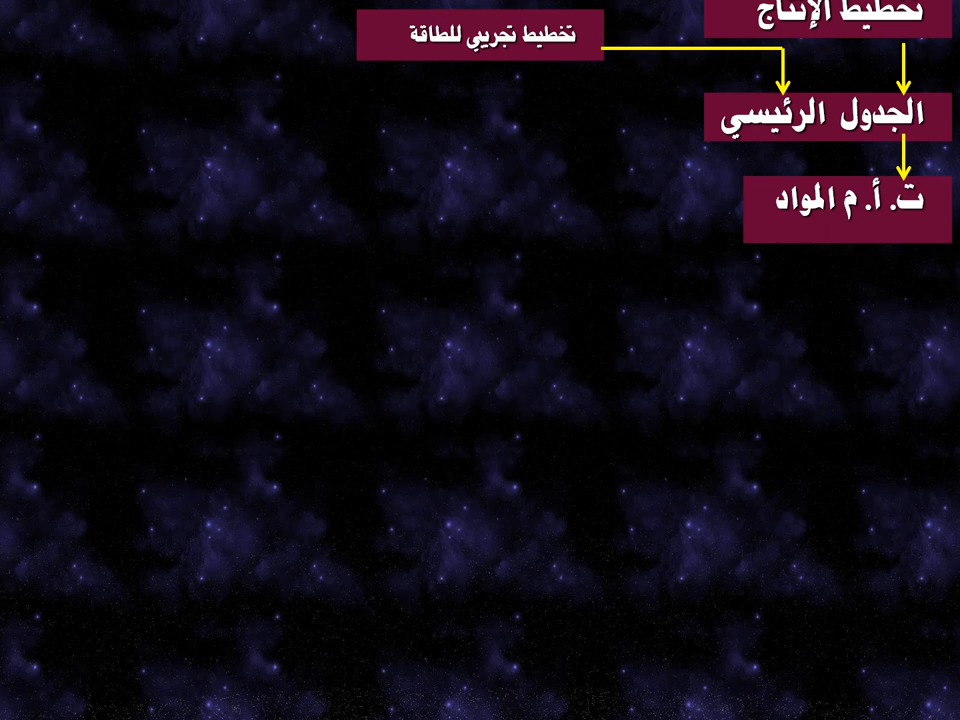 تخطيط الإنتاج
تخطيط تجريبي للطاقة
الجدول الرئيسي
ت. أ. م المواد